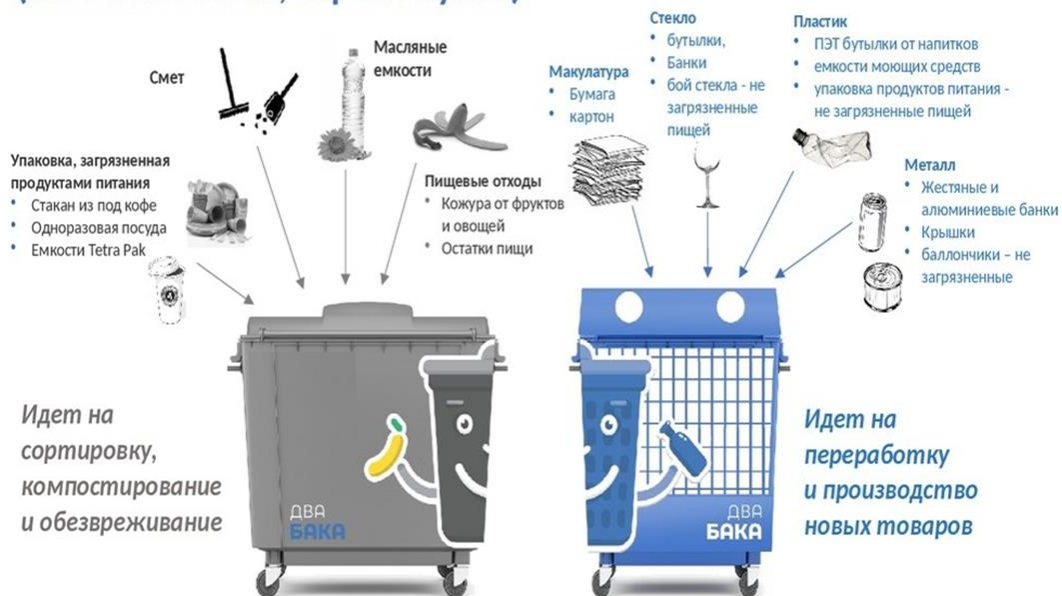 Смет
Масляные
емкости
Упаковка, загрязненная
продуктами питания
• Стакан из под кофе
• Одноразовая посуда
• Емкости Tetra Pak
Пищевые отходы
• Кожура от фруктов
и овощей
• Остатки пищи
Макулатура
• Бумага
• картон
Стекло
• бутылки,
• Банки
• бой стекла - не
загрязненные
пищей
Пластик
• ПЭТ бутылки от напитков
• емкости моющих средств
• упаковка продуктов питания -
не загрязненные пищей
Металл
• Жестяные и
алюминиевые банки
• Крышки
• баллончики – не
загрязненные
Идет на
сортировку,
компостирование
и обезвреживание
ДВА
БАКА
ДВА
БАКА
Идет на
переработку
и производство
новых товаров